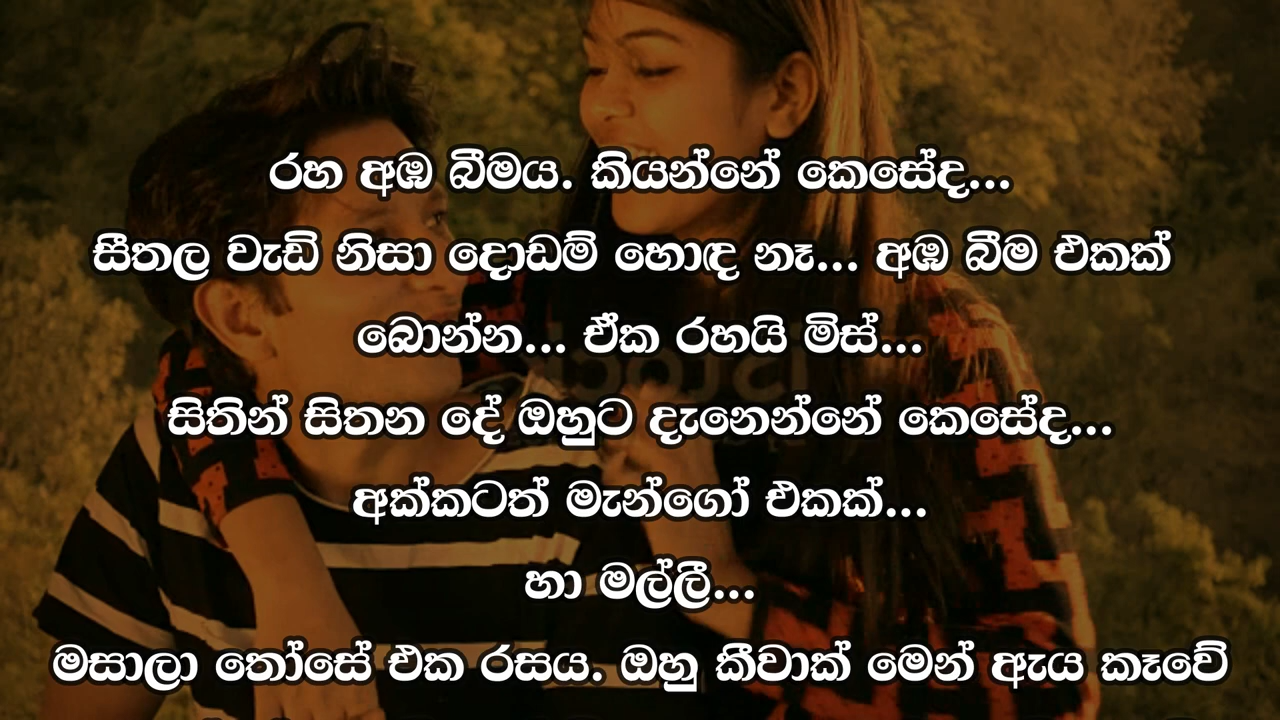 රහ අඹ බීමය. කියන්නේ කෙසේද...
සීතල වැඩි නිසා දොඩම් හොඳ නෑ... අඹ බීම එකක්
බොන්න... ඒක රහයි මිස්...
සිතින් සිතන දේ ඔහුට දැනෙන්නේ කෙසේද...
අක්කටත් මැන්ගෝ එකක්...
හා මල්ලී...
මසාලා තෝසේ එක රසය. ඔහු කීවාක් මෙන් ඇය කෑවේ